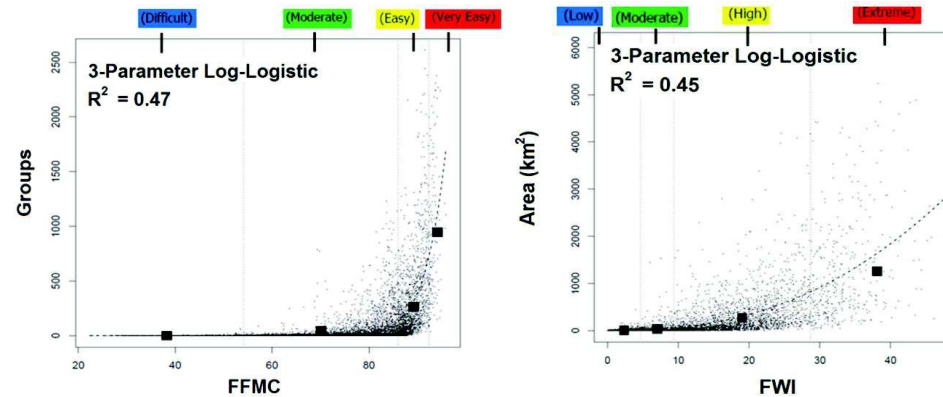 (Difficult) (Moderate) (Easy) (Very Easy)
3-Parameter Log-Logistic
R² = 0.47
Groups
2500
2000
1500
1000
500
0
20 40 60 80
FFMC
(Low) (Moderate) (High) (Extreme)
3-Parameter Log-Logistic
R² = 0.45
Area (km²)
6000
5000
4000
3000
2000
1000
0
0 10 20 30 40
FWI